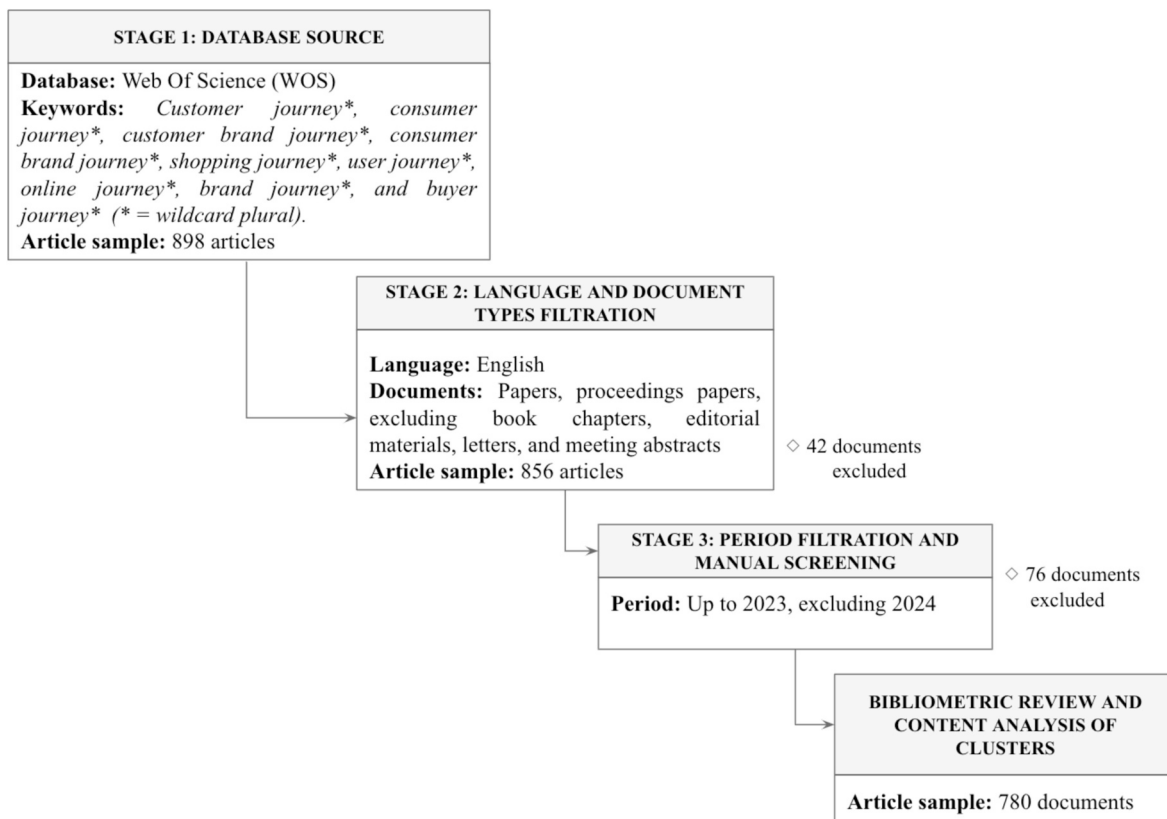 STAGE 1: DATABASE SOURCE
Database: Web Of Science (WOS)
Keywords: Customer journey*, consumer
journey*, customer brand journey*, consumer
brand journey*, shopping journey*, user journey*,
online journey*, brand journey*, and buyer
journey* (* = wildcard plural).
Article sample: 898 articles
STAGE 2: LANGUAGE AND DOCUMENT
TYPES FILTRATION
Language: English
Documents: Papers, proceedings papers,
excluding book chapters, editorial
materials, letters, and meeting abstracts
Article sample: 856 articles
◇ 42 documents
excluded
STAGE 3: PERIOD FILTRATION AND
MANUAL SCREENING
Period: Up to 2023, excluding 2024
◇ 76 documents
excluded
BIBLIOMETRIC REVIEW AND
CONTENT ANALYSIS OF
CLUSTERS
Article sample: 780 documents